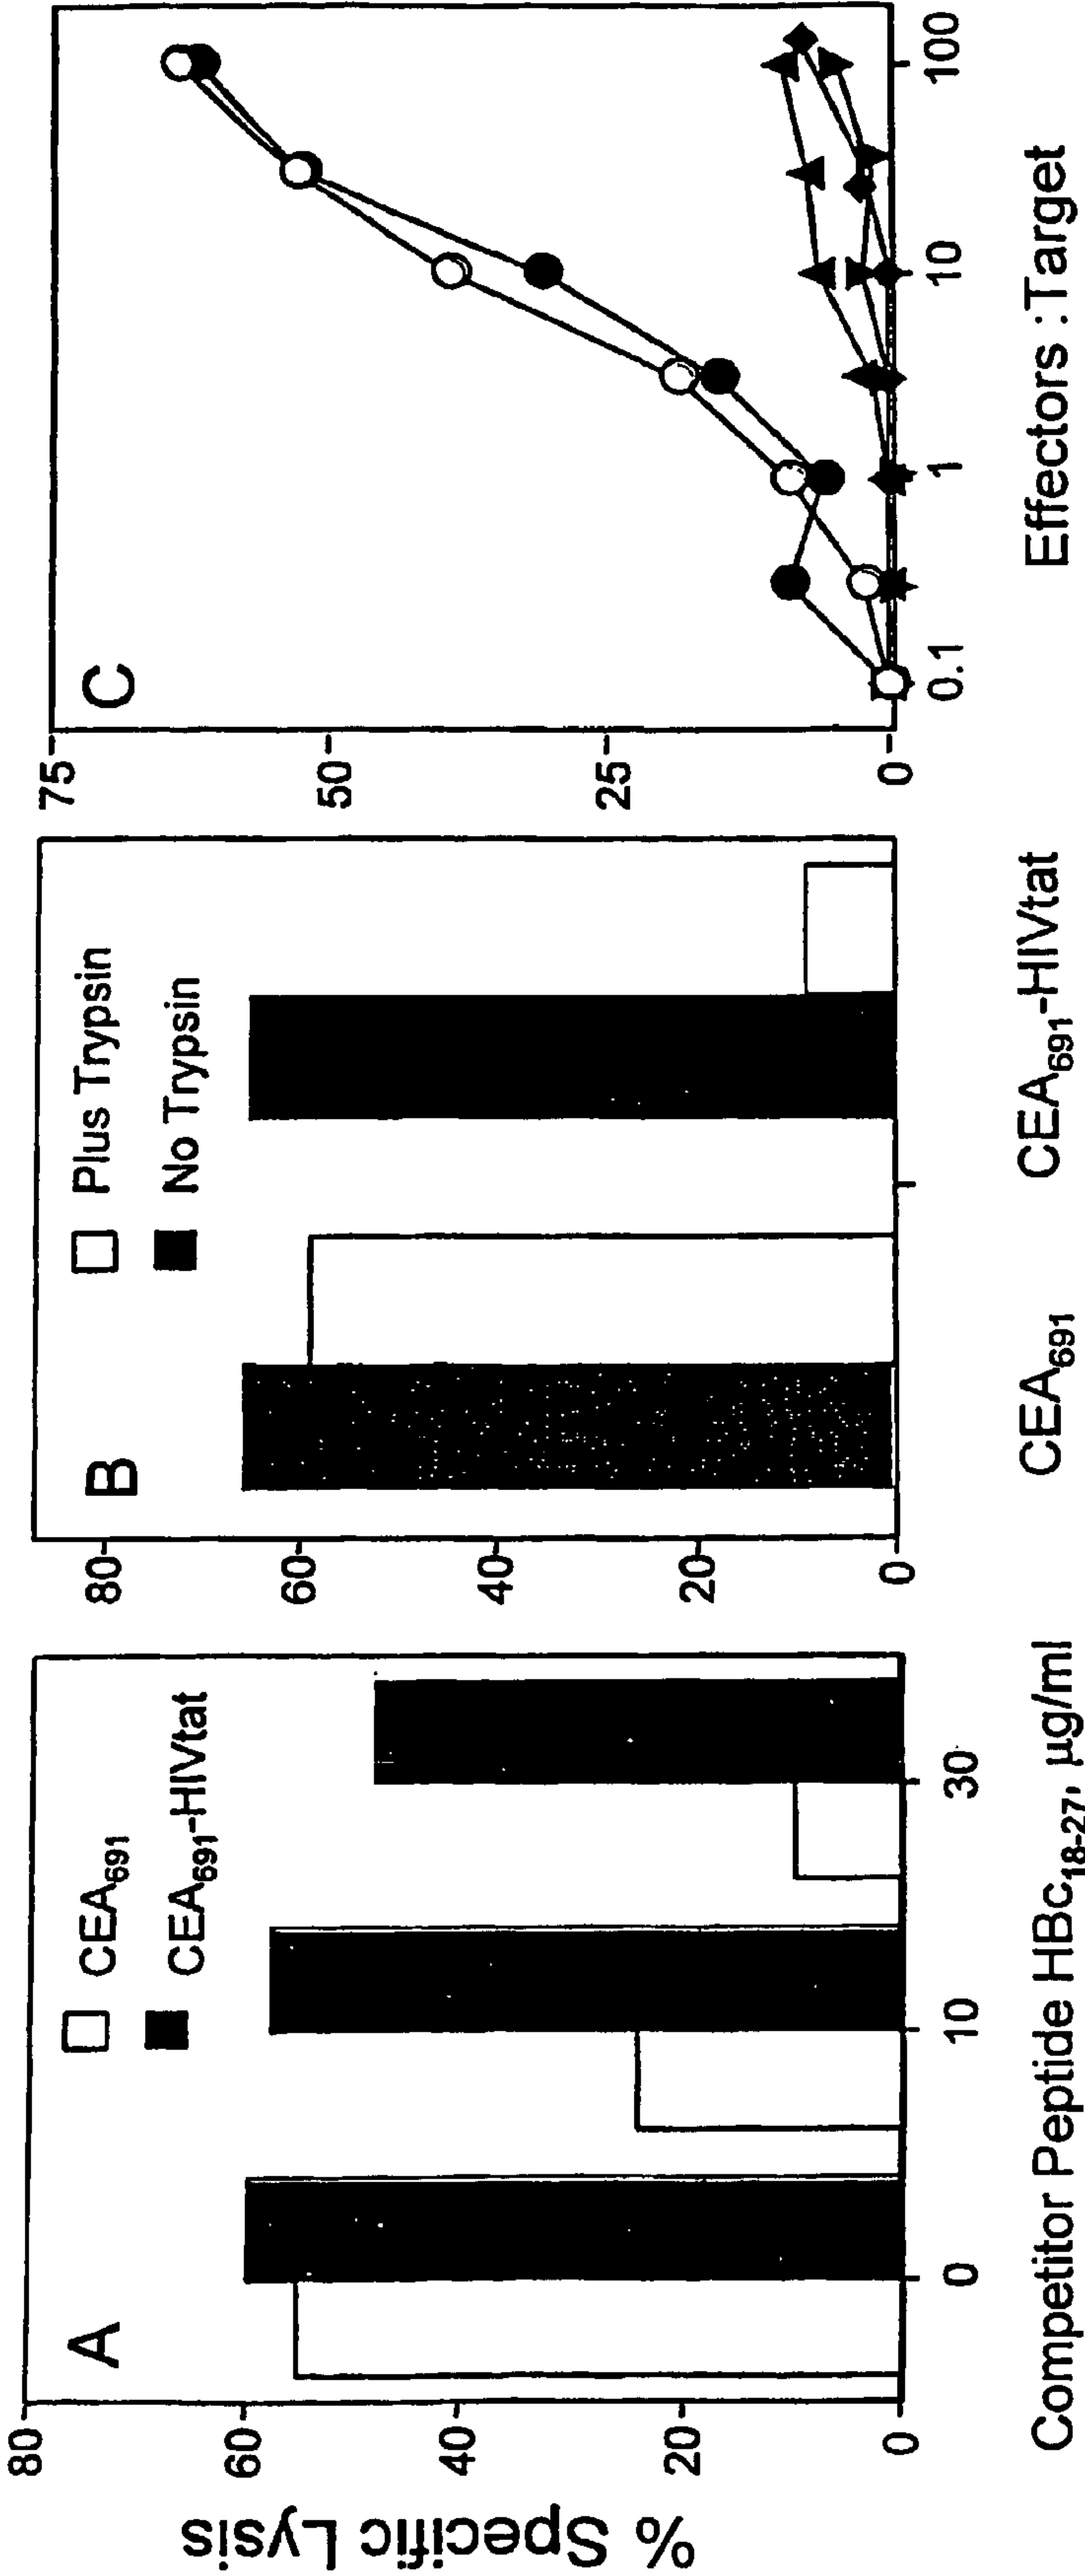 % Specific Lysis
A
CEA691
CEA691-HIVtat
80
60
40
20
0
0
10
30
Competitor Peptide HBc18-27, µg/ml
B
Plus Trypsin
No Trypsin
80
60
40
20
0
CEA691
CEA691-HIVtat
C
75
50
25
0
0.1
1
10
100
Effectors :Target